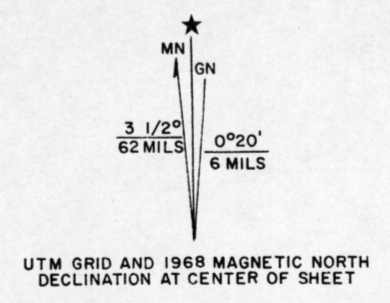 ★
MN
GN
3 1/2°
62 MILS
0°20'
6 MILS
UTM GRID AND 1968 MAGNETIC NORTH
DECLINATION AT CENTER OF SHEET